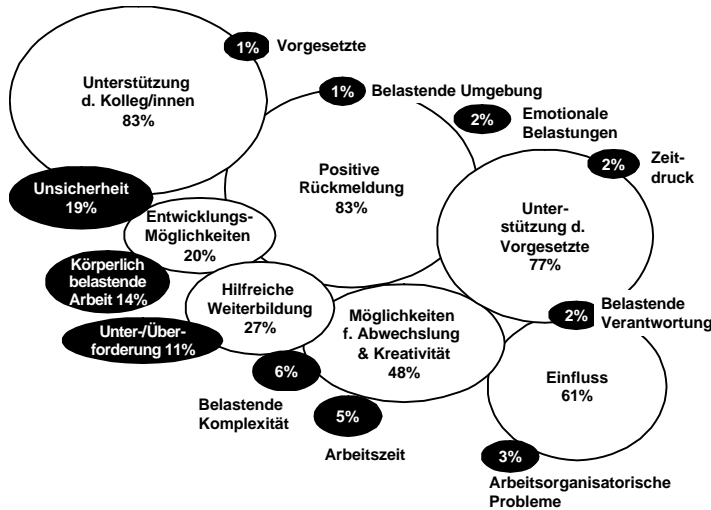 1%
Vorgesetzte
Unterstützung
d. Kolleg/innen
83%
1%
Belastende Umgebung
2%
Emotionale
Belastungen
Positive
Rückmeldung
83%
2%
Zeit-
druck
Unsicherheit
19%
Entwicklungs-
Möglichkeiten
20%
Unter-
stützung d.
Vorgesetzte
77%
Körperlich
belastende
Arbeit 14%
Hilfreiche
Weiterbildung
27%
Möglichkeiten
f. Abwechslung
& Kreativität
48%
2%
Belastende
Verantwortung
Unter-/Über-
forderung 11%
6%
Belastende
Komplexität
5%
Arbeitszeit
Einfluss
61%
3%
Arbeitsorganisatorische
Probleme